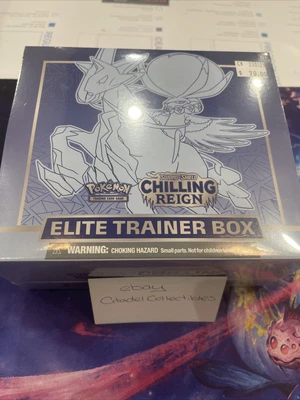 POKÉMON
TRADING CARD GAME
SWORD & SHIELD
CHILLING
REIGN
ELITE TRAINER BOX
WARNING: CHOKING HAZARD Small parts. Not for children
ebay
Citadel Collectibles